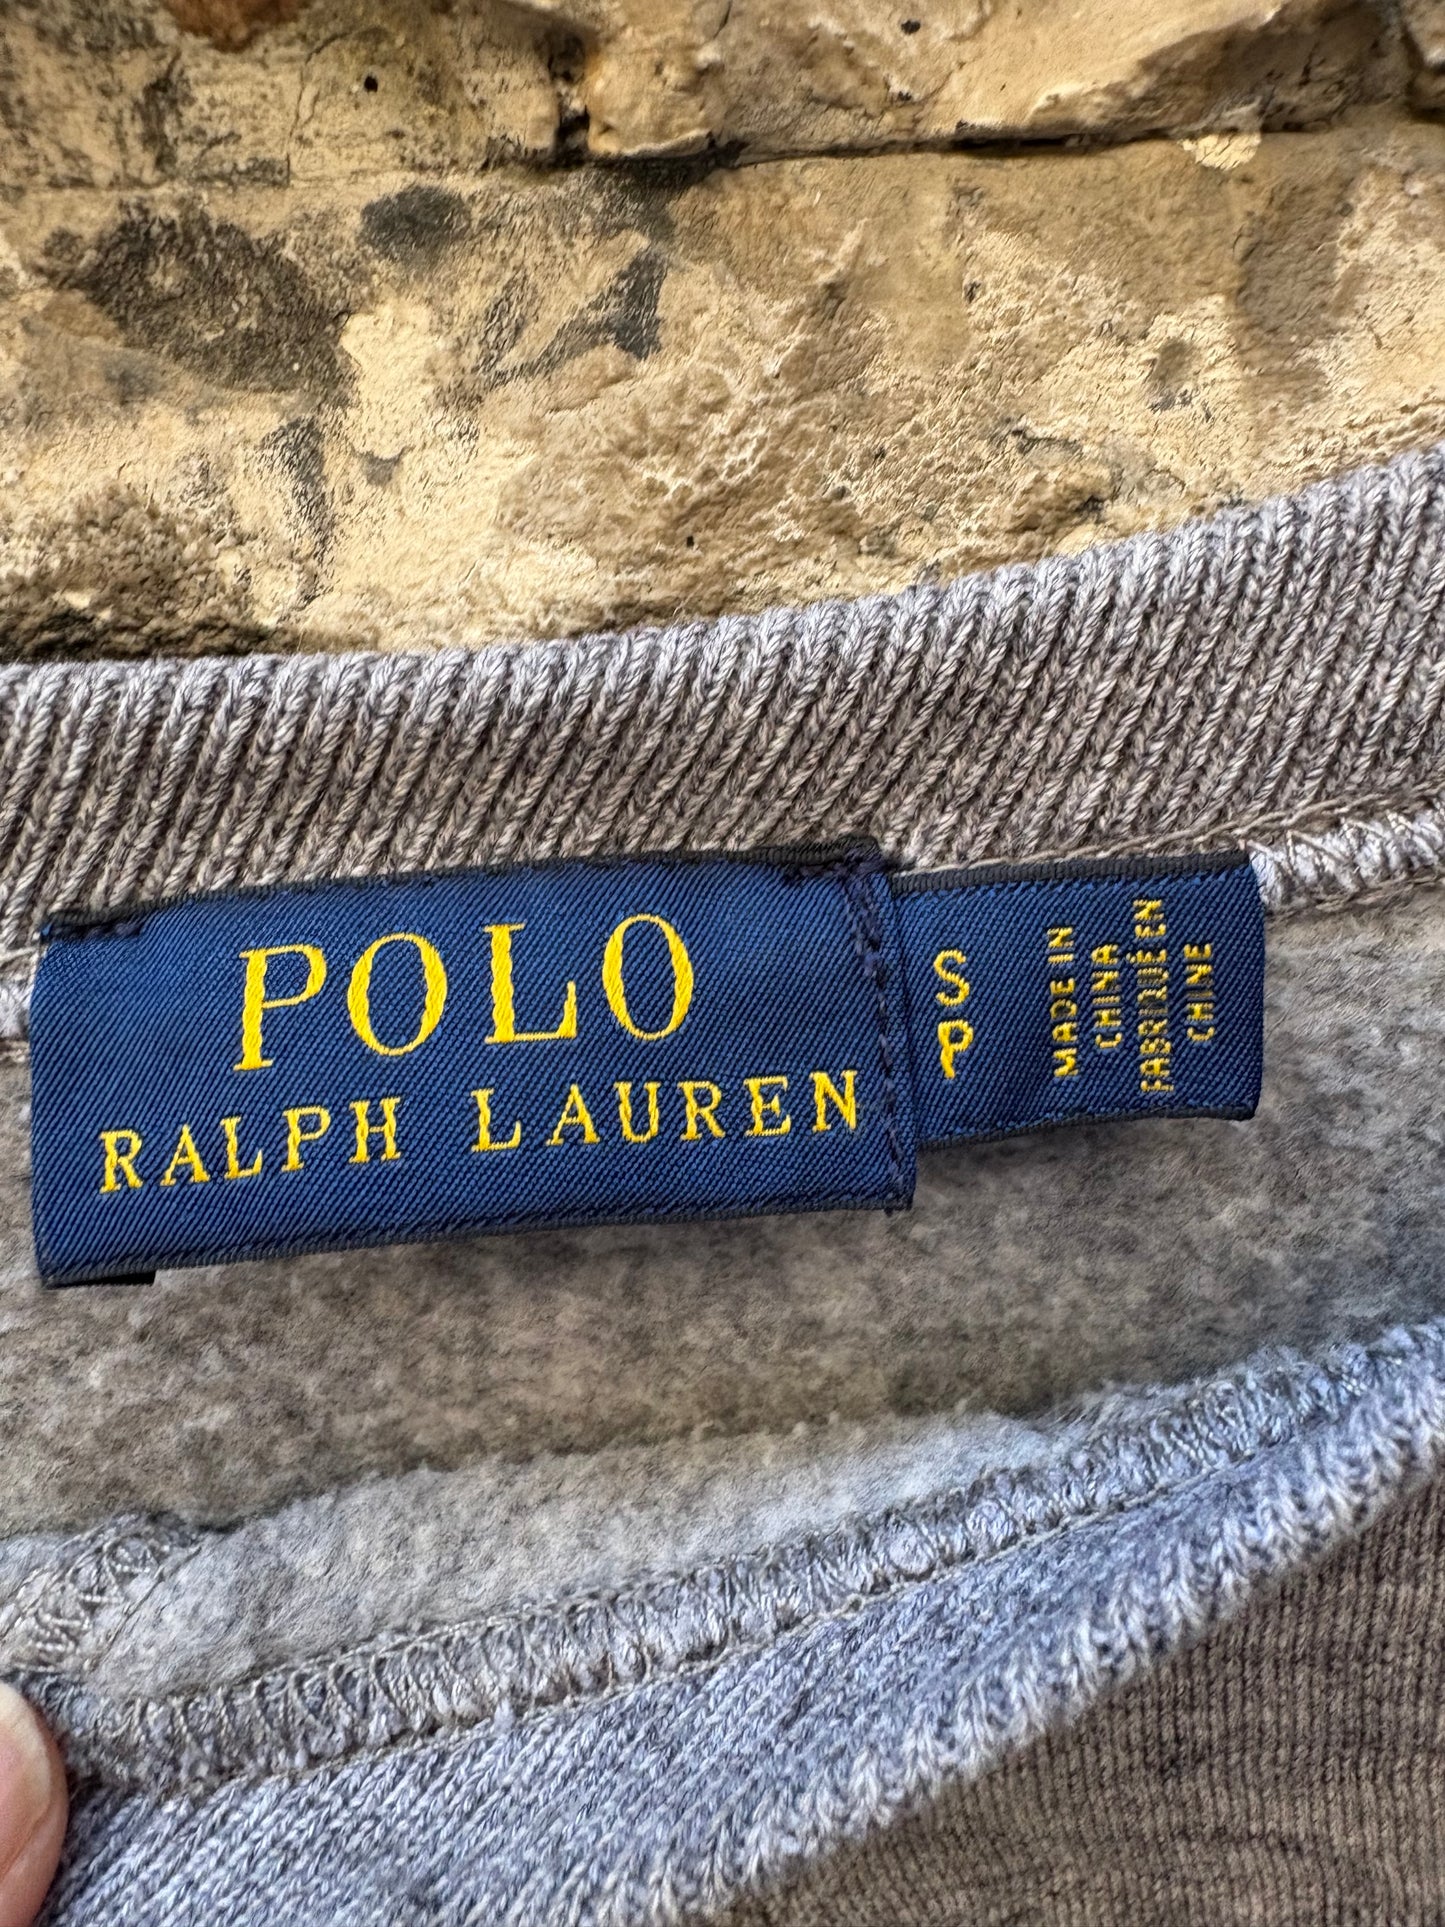 POLO
RALPH LAUREN
S
P
MADE IN
CHINA
FABRIQUÉ EN
CHINE